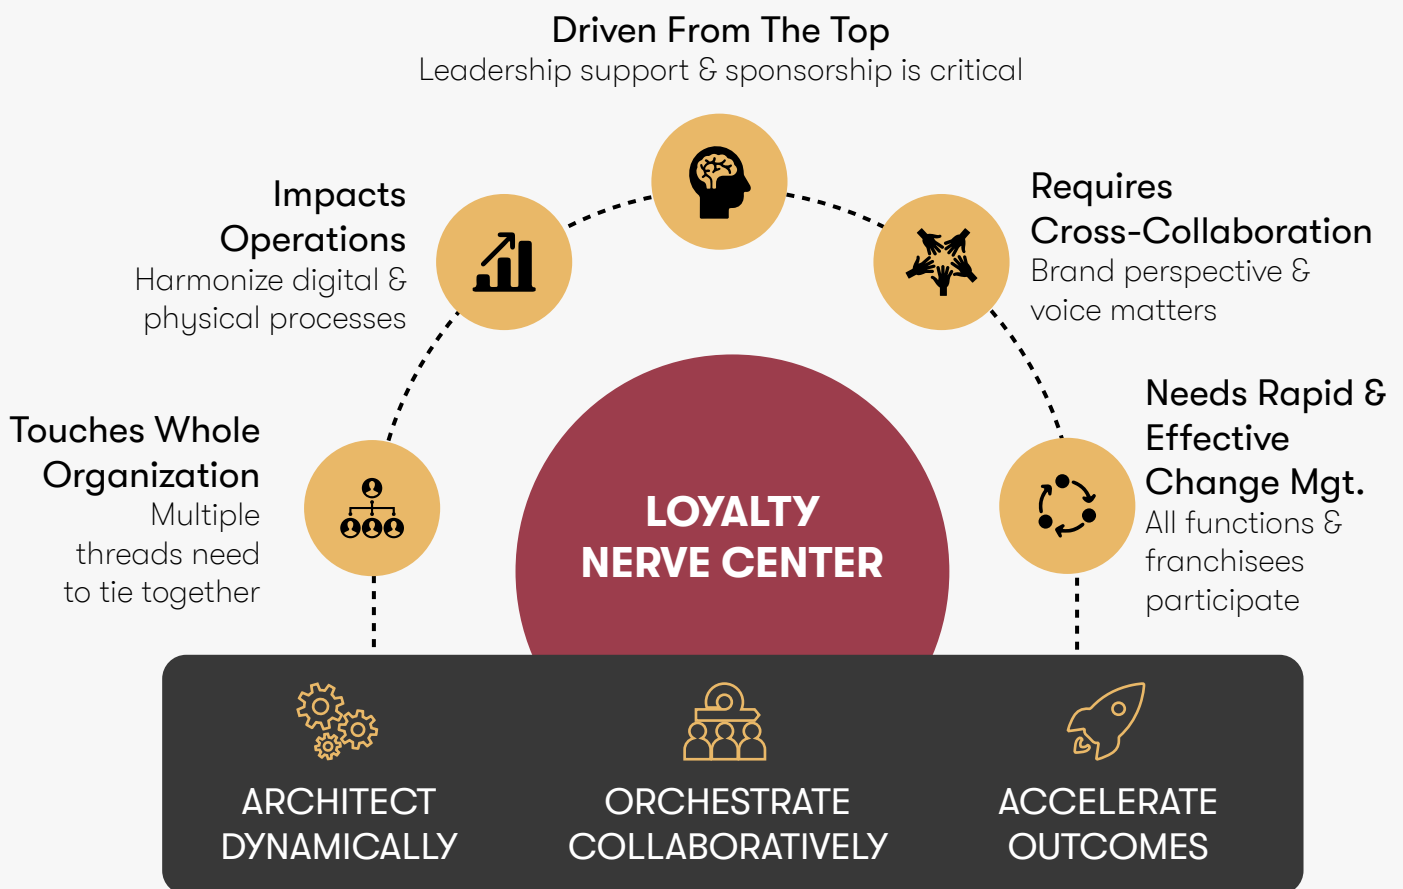 Driven From The Top
Leadership support & sponsorship is critical
Impacts
Operations
Harmonize digital &
physical processes
Requires
Cross-Collaboration
Brand perspective &
voice matters
Touches Whole
Organization
Multiple
threads need
to tie together
Needs Rapid &
Effective
Change Mgt.
All functions &
franchisees
participate
LOYALTY
NERVE CENTER
ARCHITECT
DYNAMICALLY
ORCHESTRATE
COLLABORATIVELY
ACCELERATE
OUTCOMES